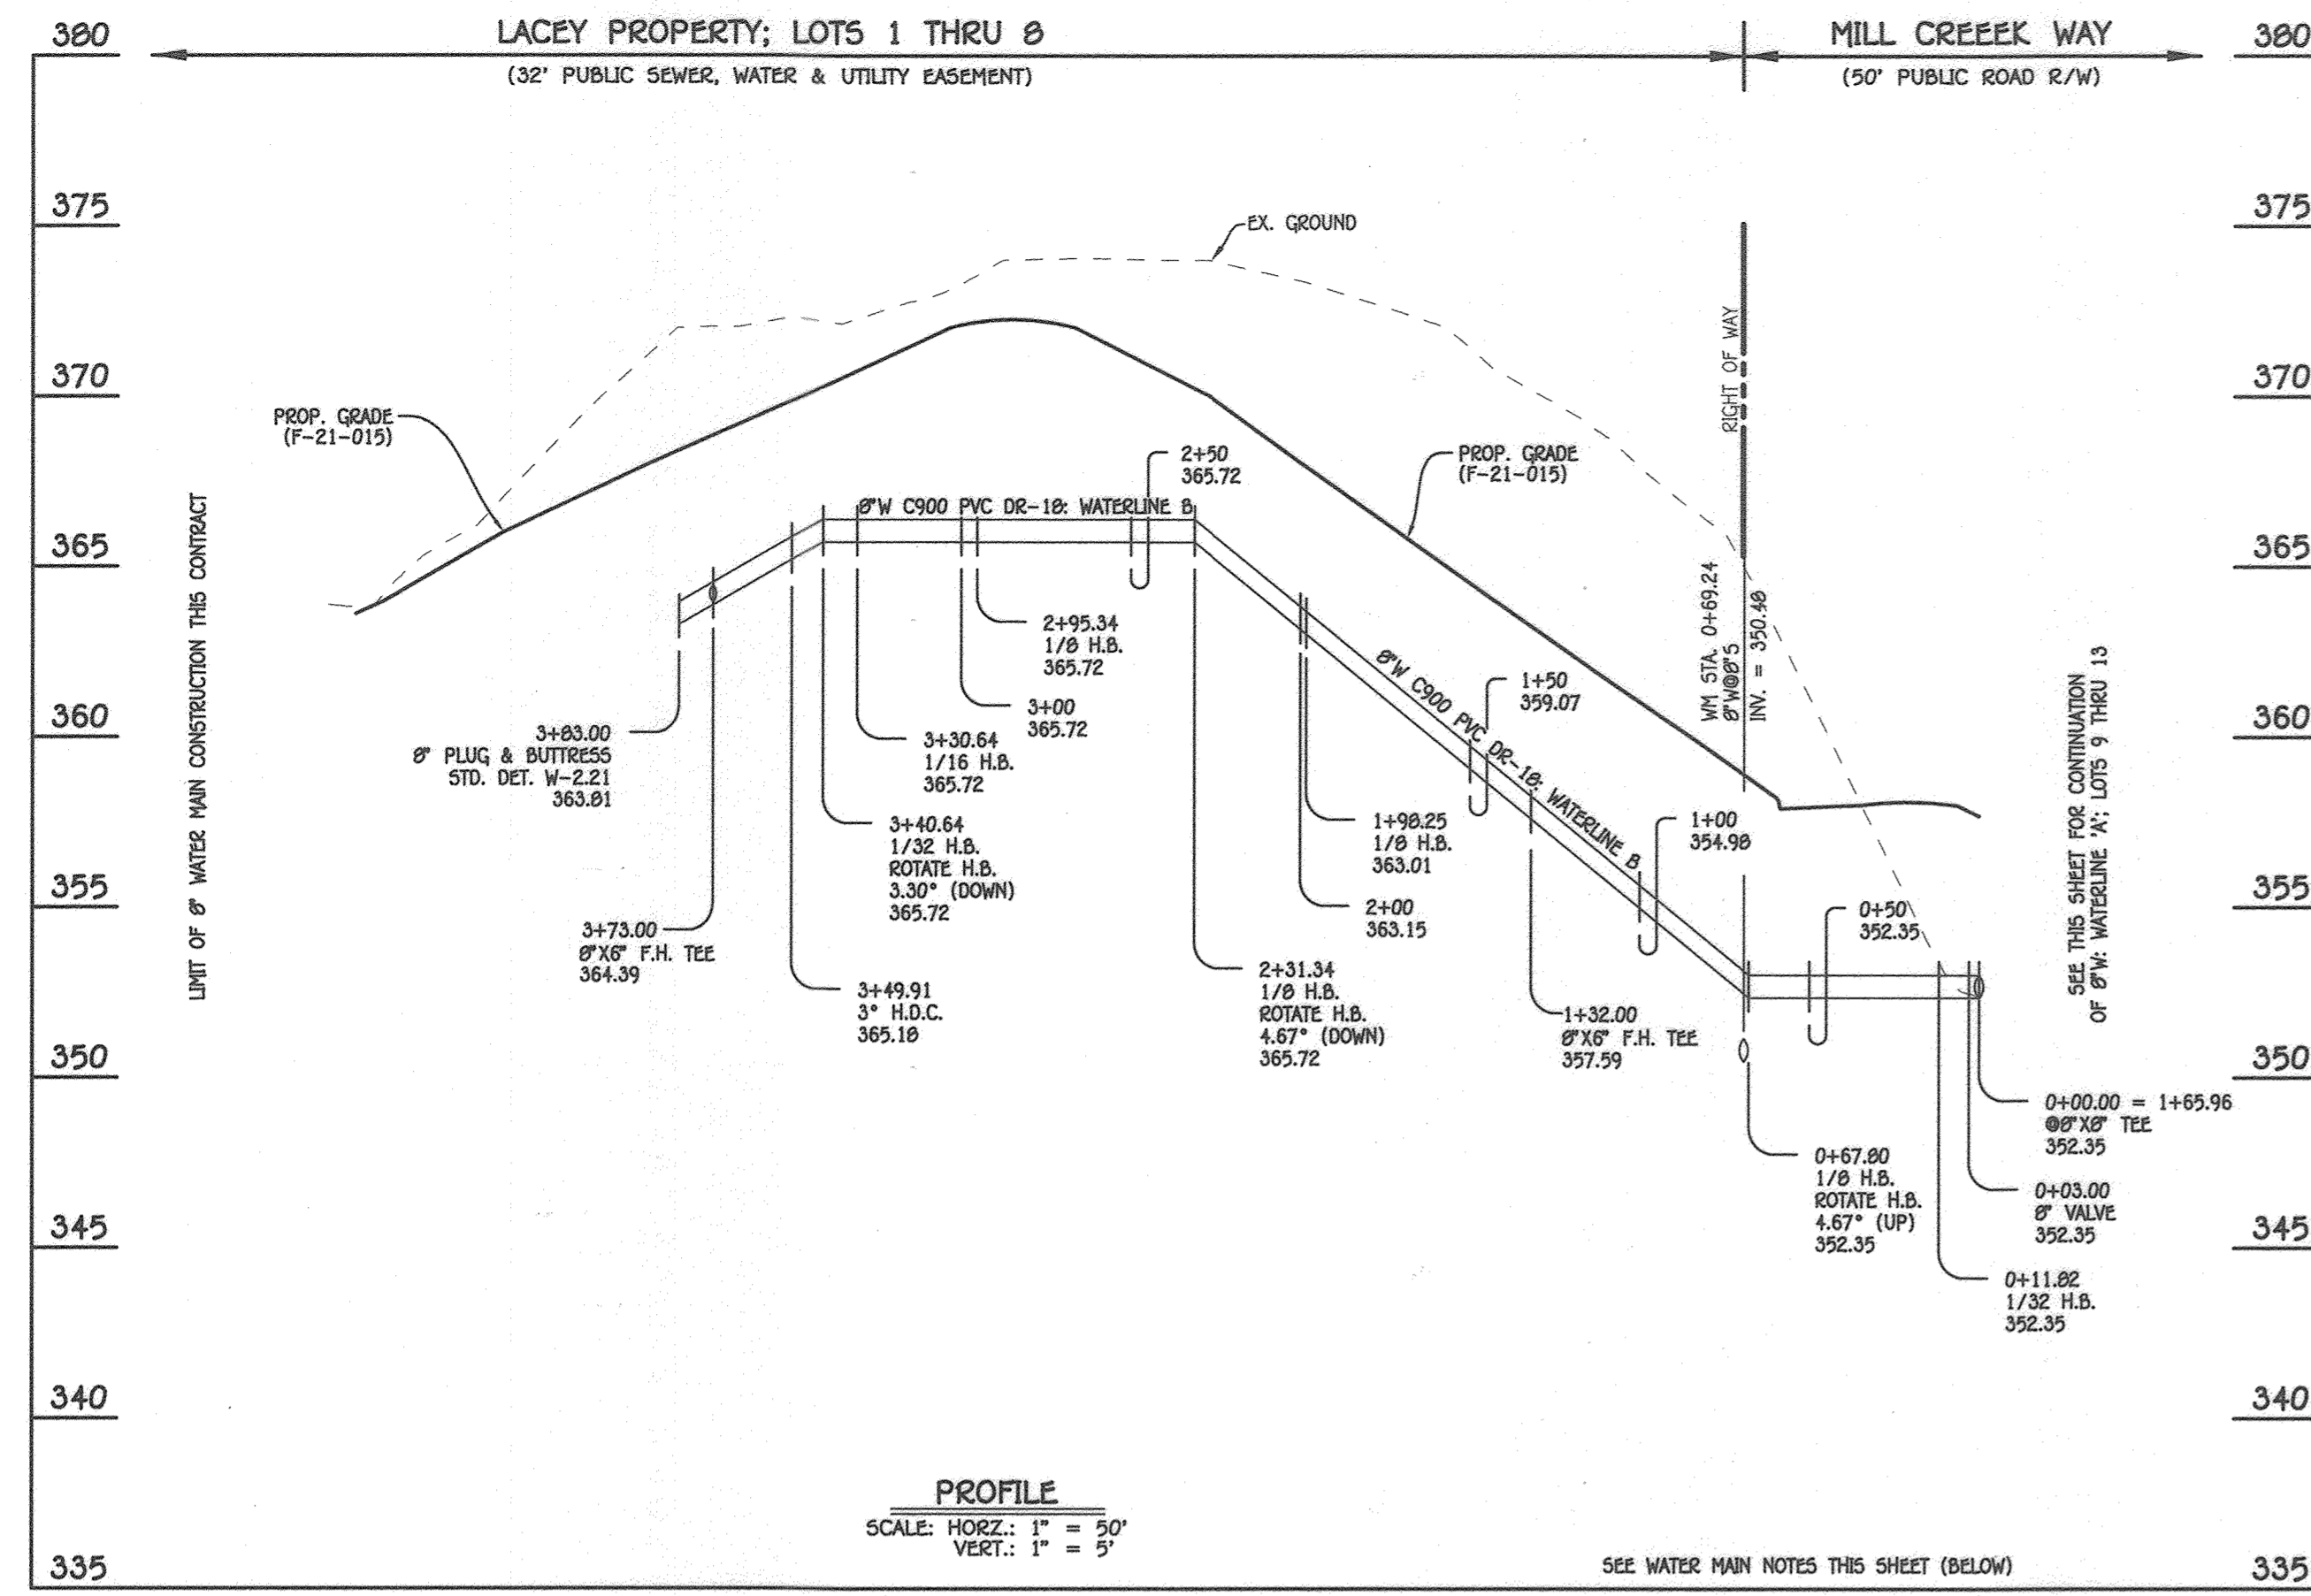 LACEY PROPERTY; LOTS 1 THRU 8
(32' PUBLIC SEWER, WATER & UTILITY EASEMENT)
MILL CREEEK WAY
(50' PUBLIC ROAD R/W)
380
375
370
365
360
355
350
345
340
335
380
375
370
365
360
355
350
345
340
335
LIMIT OF 8" WATER MAIN CONSTRUCTION THIS CONTRACT
PROP. GRADE
(F-21-015)
EX. GROUND
PROP. GRADE
(F-21-015)
RIGHT OF WAY
WM STA. 0+69.24
8"W@8"S
INV. = 350.48
8"W C900 PVC DR-18: WATERLINE B
8"W C900 PVC DR-18: WATERLINE B
3+83.00
8" PLUG & BUTTRESS
STD. DET. W-2.21
363.81
3+73.00
8"X6" F.H. TEE
364.39
3+49.91
3° H.D.C.
365.18
3+40.64
1/32 H.B.
ROTATE H.B.
3.30° (DOWN)
365.72
3+30.64
1/16 H.B.
365.72
3+00
365.72
2+95.34
1/8 H.B.
365.72
2+50
365.72
2+31.34
1/8 H.B.
ROTATE H.B.
4.67° (DOWN)
365.72
2+00
363.15
1+98.25
1/8 H.B.
363.01
1+50
359.07
1+32.00
8"X6" F.H. TEE
357.59
1+00
354.98
0+67.80
1/8 H.B.
ROTATE H.B.
4.67° (UP)
352.35
0+50
352.35
0+11.82
1/32 H.B.
352.35
0+03.00
8" VALVE
352.35
0+00.00 = 1+65.96
@8"X8" TEE
352.35
SEE THIS SHEET FOR CONTINUATION
OF 8"W: WATERLINE 'A'; LOTS 9 THRU 13
PROFILE
SCALE: HORZ.: 1" = 50'
VERT.: 1" = 5'
SEE WATER MAIN NOTES THIS SHEET (BELOW)